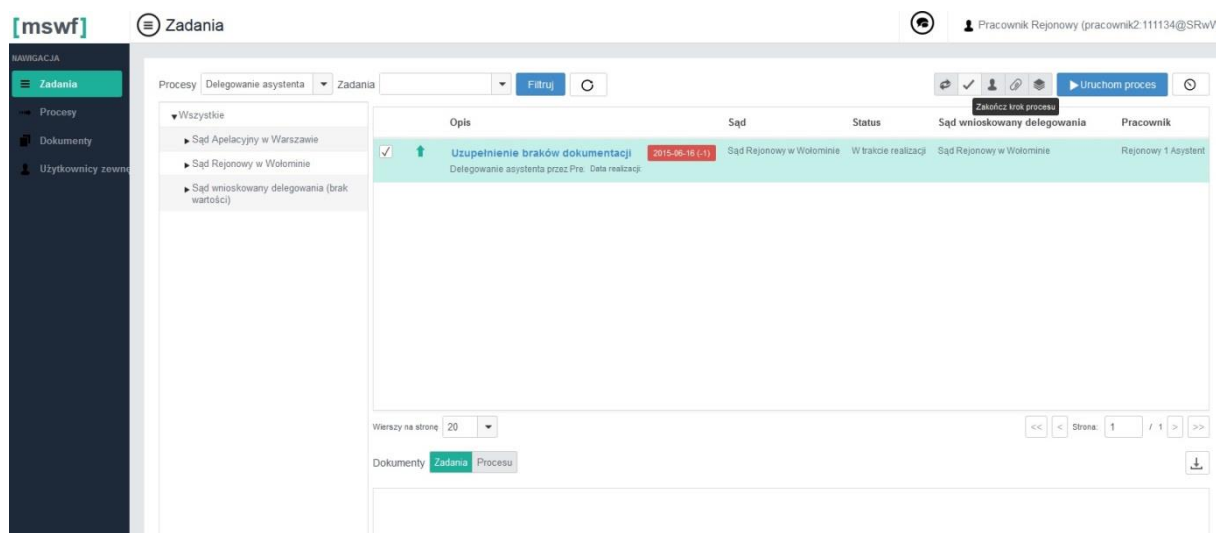 [mswf]
Zadania
Pracownik Rejonowy (pracownik2:111134@SRwW
NAWIGACJA
Zadania
Procesy
Dokumenty
Użytkownicy zewnę
Procesy Delegowanie asystenta Zadania Filtruj Uruchom proces
Zakończ krok procesu
Wszystkie
Sąd Apelacyjny w Warszawie
Sąd Rejonowy w Wołominie
Sąd wnioskowany delegowania (brak
wartości)
Opis Sąd Status Sąd wnioskowany delegowania Pracownik
Uzupełnienie braków dokumentacji 2015-06-16 (-1) Sąd Rejonowy w Wołominie W trakcie realizacji Sąd Rejonowy w Wołominie Rejonowy 1 Asystent
Delegowanie asystenta przez Pre: Data realizacji:
Wierszy na stronę 20 << < Strona: 1 / 1 > >>
Dokumenty Zadania Procesu